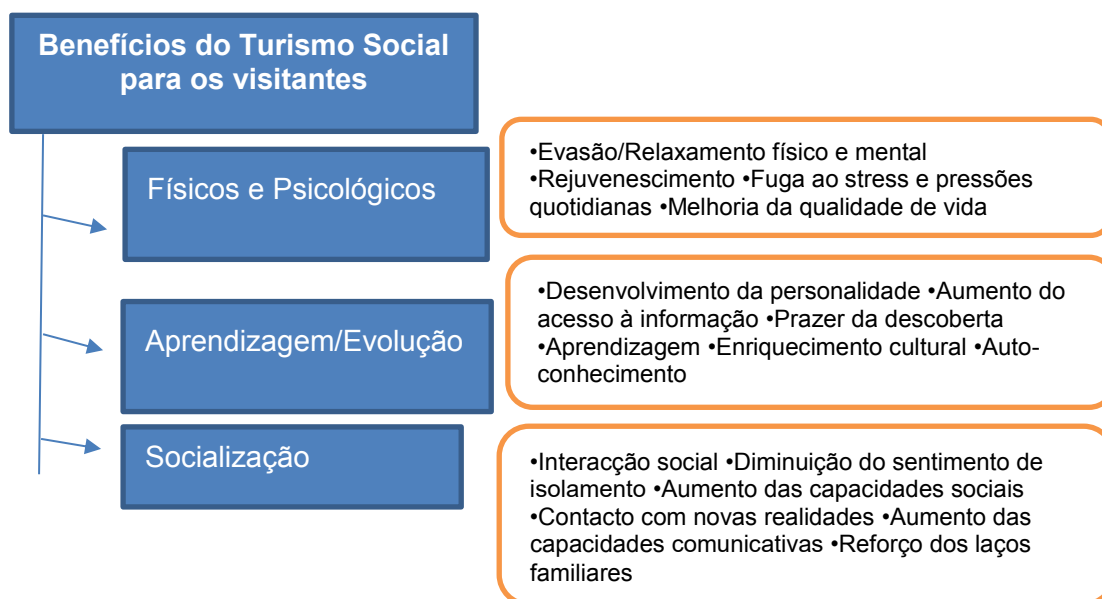 Benefícios do Turismo Social
para os visitantes
Físicos e Psicológicos
•Evasão/Relaxamento físico e mental
•Rejuvenescimento •Fuga ao stress e pressões
quotidianas •Melhoria da qualidade de vida
Aprendizagem/Evolução
•Desenvolvimento da personalidade •Aumento do
acesso à informação •Prazer da descoberta
•Aprendizagem •Enriquecimento cultural •Auto-
conhecimento
Socialização
•Interacção social •Diminuição do sentimento de
isolamento •Aumento das capacidades sociais
•Contacto com novas realidades •Aumento das
capacidades comunicativas •Reforço dos laços
familiares